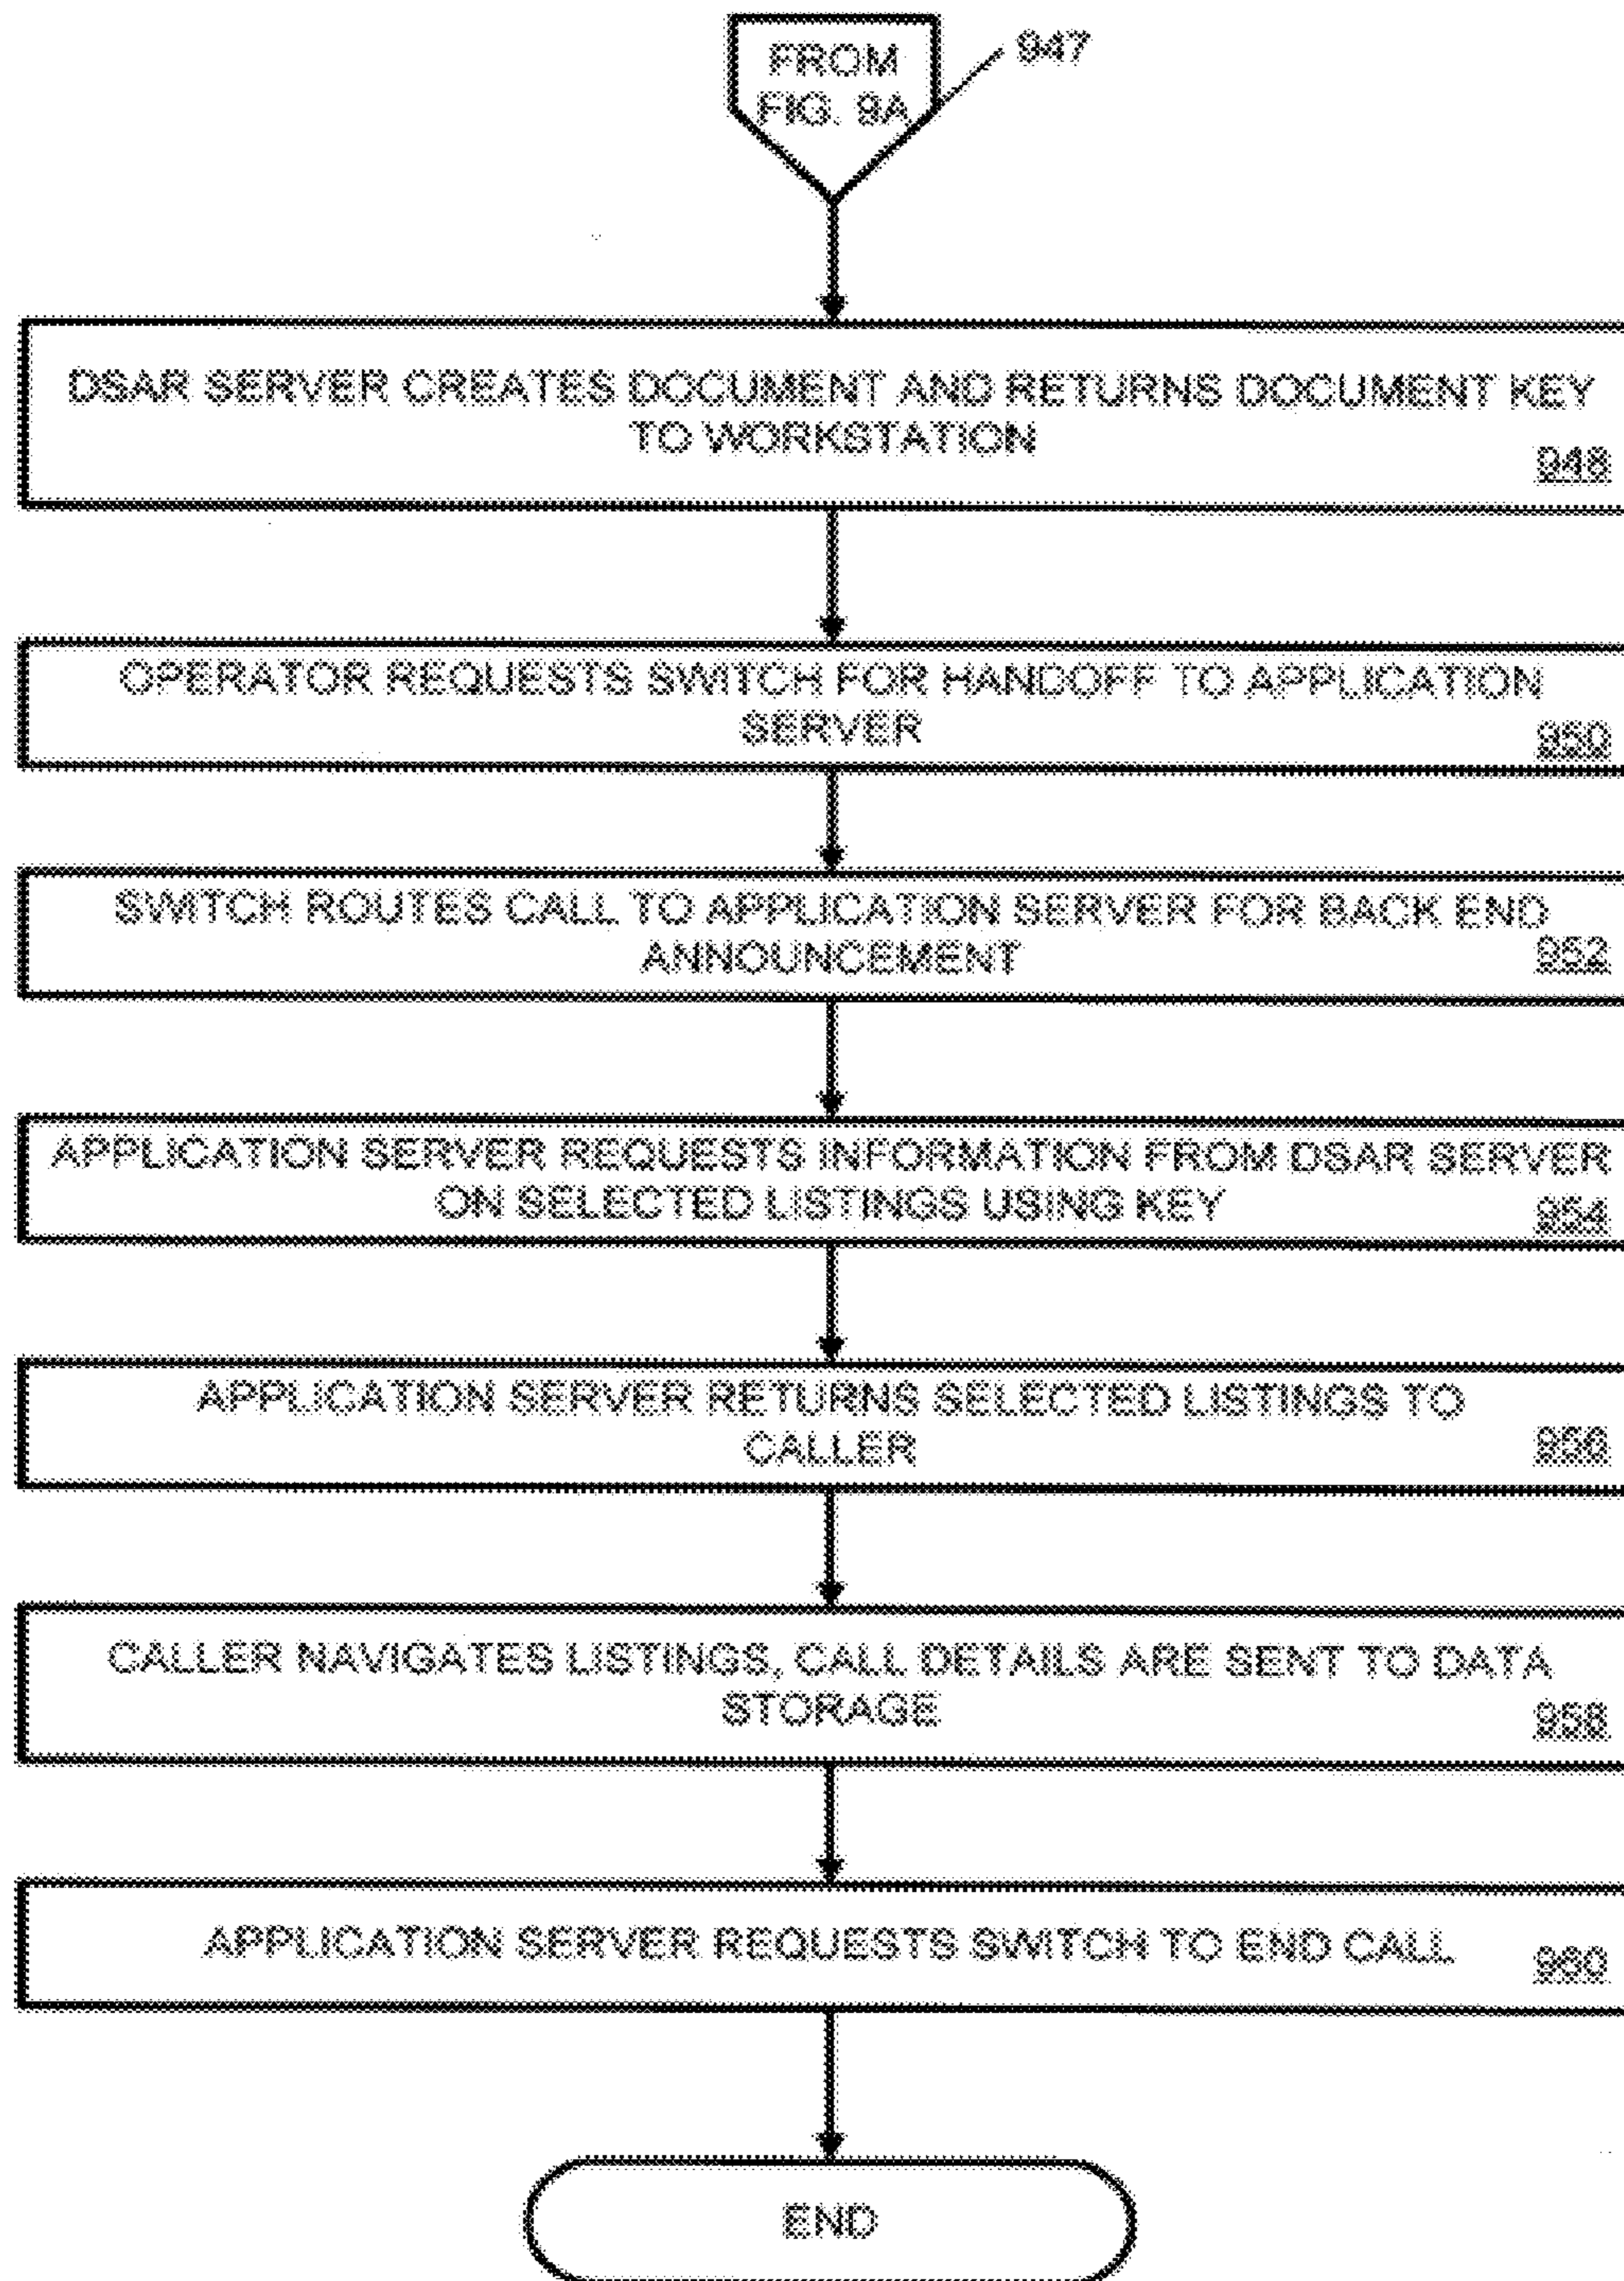 FROM
FIG. 9A
947
DSAR SERVER CREATES DOCUMENT AND RETURNS DOCUMENT KEY
TO WORKSTATION
948
OPERATOR REQUESTS SWITCH FOR HANDOFF TO APPLICATION
SERVER
950
SWITCH ROUTES CALL TO APPLICATION SERVER FOR BACK END
ANNOUNCEMENT
952
APPLICATION SERVER REQUESTS INFORMATION FROM DSAR SERVER
ON SELECTED LISTINGS USING KEY
954
APPLICATION SERVER RETURNS SELECTED LISTINGS TO
CALLER
956
CALLER NAVIGATES LISTINGS, CALL DETAILS ARE SENT TO DATA
STORAGE
958
APPLICATION SERVER REQUESTS SWITCH TO END CALL
960
END